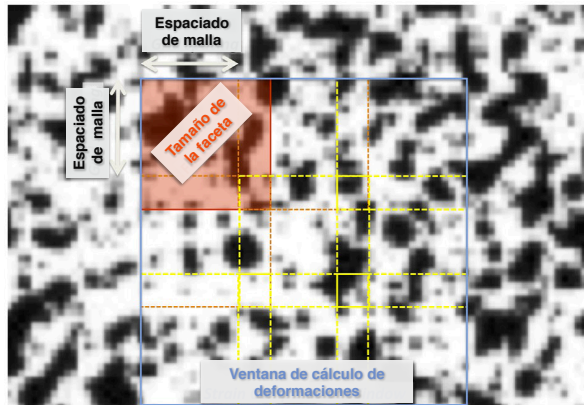 Espaciado
de malla
Espaciado
de malla
Tamaño de
la faceta
Ventana de cálculo de
deformaciones